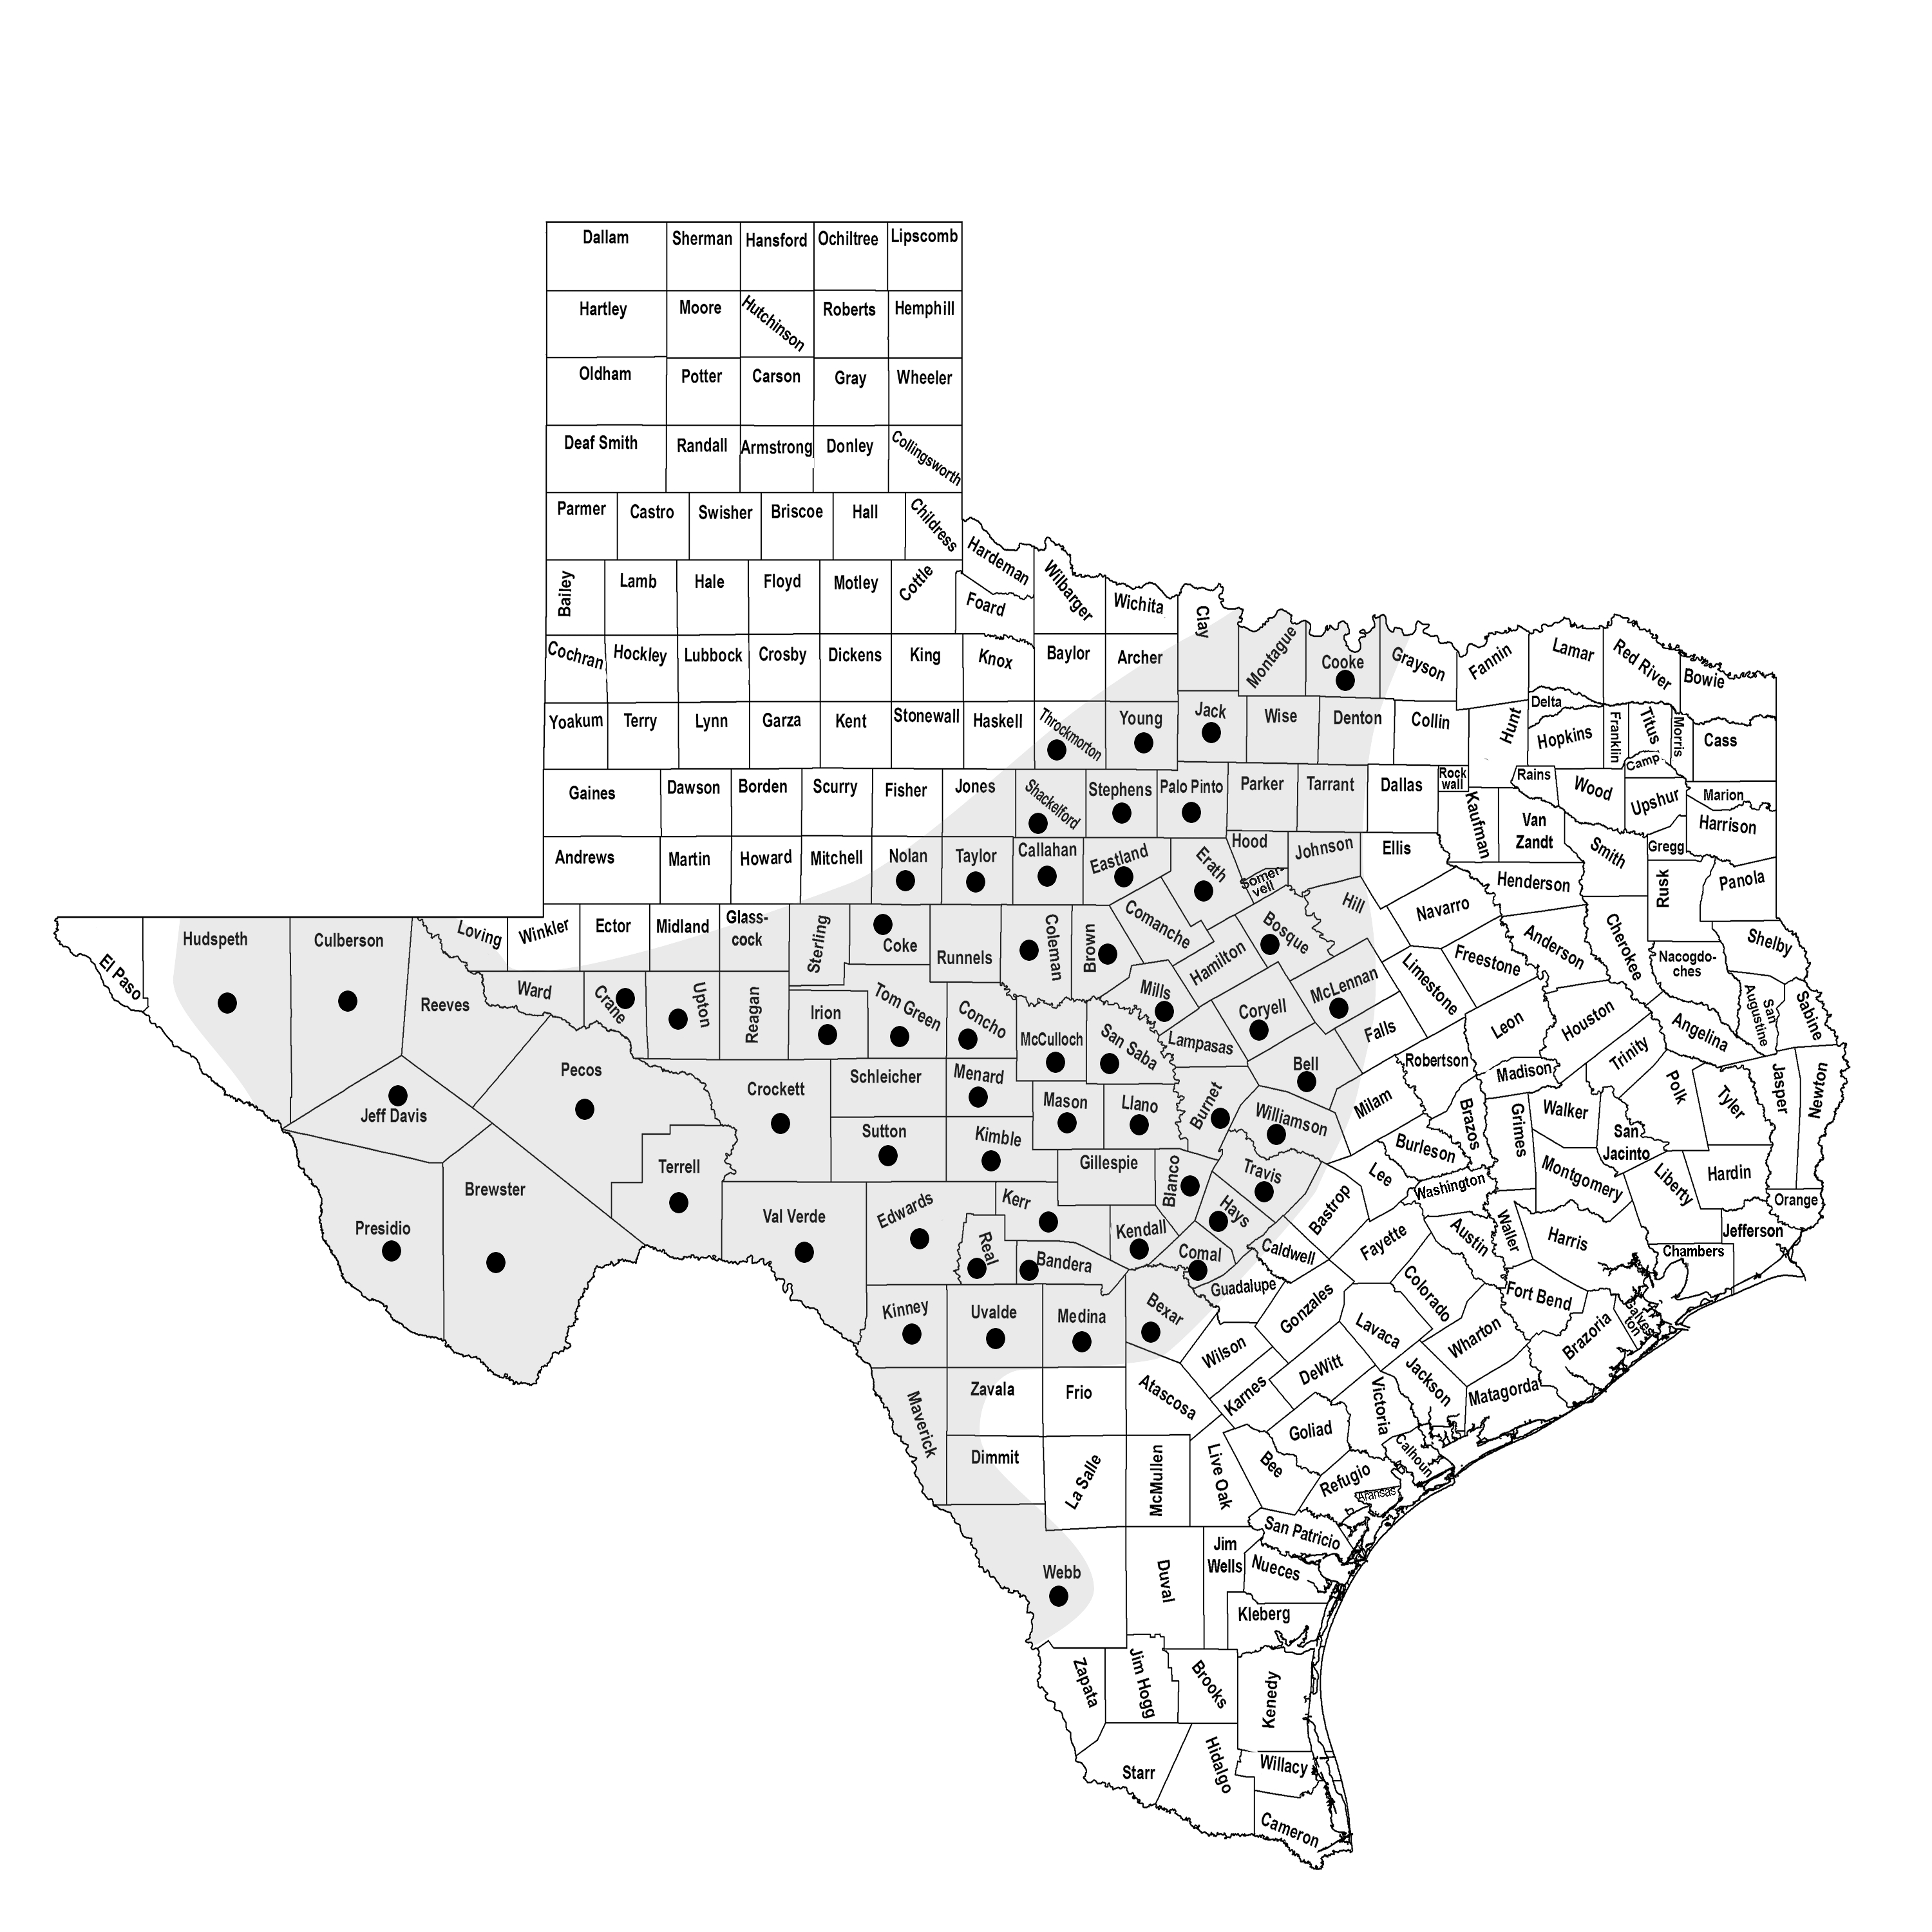 Dallam
Sherman
Hansford
Ochiltree
Lipscomb
Hartley
Moore
Hutchinson
Roberts
Hemphill
Oldham
Potter
Carson
Gray
Wheeler
Deaf Smith
Randall
Armstrong
Donley
Collingsworth
Parmer
Castro
Swisher
Briscoe
Hall
Childress
Hardeman
Bailey
Lamb
Hale
Floyd
Motley
Cottle
Foard
Wilbarger
Wichita
Clay
Cochran
Hockley
Lubbock
Crosby
Dickens
King
Knox
Baylor
Archer
Montague
Cooke
Grayson
Fannin
Lamar
Red River
Bowie
Yoakum
Terry
Lynn
Garza
Kent
Stonewall
Haskell
Throckmorton
Young
Jack
Wise
Denton
Collin
Hunt
Delta
Hopkins
Franklin
Titus
Morris
Cass
Camp
Gaines
Dawson
Borden
Scurry
Fisher
Jones
Shackelford
Stephens
Palo Pinto
Parker
Tarrant
Dallas
Rock
wall
Kaufman
Rains
Wood
Upshur
Marion
Harrison
Van
Zandt
Smith
Gregg
Andrews
Martin
Howard
Mitchell
Nolan
Taylor
Callahan
Eastland
Erath
Hood
Somer-
vell
Johnson
Ellis
Henderson
Rusk
Panola
El Paso
Hudspeth
Culberson
Reeves
Loving
Winkler
Ector
Midland
Glass-
cock
Sterling
Coke
Runnels
Coleman
Brown
Comanche
Hamilton
Bosque
Hill
Navarro
Freestone
Anderson
Cherokee
Nacogdo-
ches
Shelby
Ward
Crane
Upton
Reagan
Irion
Tom Green
Concho
McCulloch
San Saba
Mills
Lampasas
Coryell
McLennan
Falls
Limestone
Leon
Houston
Angelina
San
Augustine
Sabine
Jeff Davis
Pecos
Crockett
Schleicher
Menard
Mason
Llano
Burnet
Bell
Williamson
Milam
Robertson
Madison
Trinity
Polk
Tyler
Jasper
Newton
Presidio
Brewster
Terrell
Sutton
Kimble
Gillespie
Blanco
Travis
Lee
Burleson
Brazos
Grimes
Walker
San
Jacinto
Hardin
Val Verde
Edwards
Kerr
Real
Bandera
Kendall
Hays
Comal
Caldwell
Bastrop
Fayette
Washington
Austin
Waller
Montgomery
Liberty
Orange
Jefferson
Harris
Chambers
Kinney
Uvalde
Medina
Bexar
Guadalupe
Gonzales
Lavaca
Colorado
Fort Bend
Wharton
Brazoria
Galves-
ton
Maverick
Zavala
Frio
Atascosa
Wilson
Karnes
DeWitt
Victoria
Jackson
Matagorda
Dimmit
La Salle
McMullen
Live Oak
Bee
Goliad
Refugio
Calhoun
Aransas
San Patricio
Webb
Duval
Jim
Wells
Nueces
Kleberg
Zapata
Jim Hogg
Brooks
Kenedy
Starr
Hidalgo
Willacy
Cameron